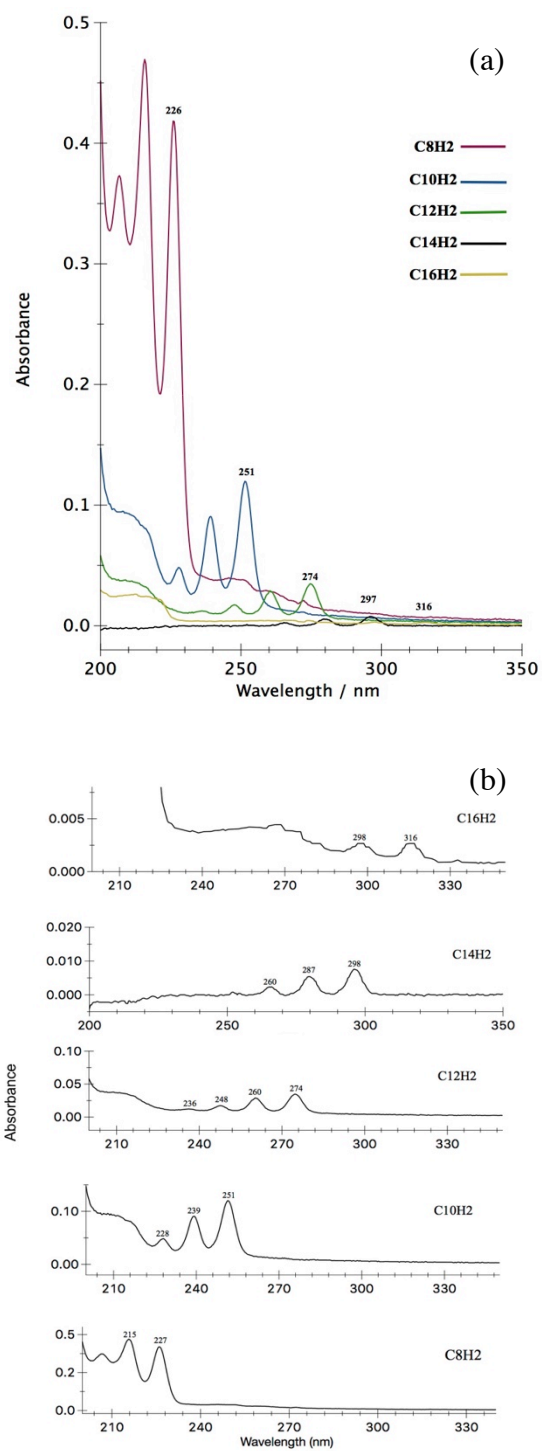 (a)
0.5
0.4
0.3
0.2
0.1
0.0
Absorbance
226
251
274
297
316
C8H2
C10H2
C12H2
C14H2
C16H2
200 250 300 350
Wavelength / nm
(b)
C16H2
0.005
0.000
298 316
210 240 270 300 330
C14H2
0.020
0.010
0.000
260 287 298
200 250 300 350
Absorbance
C12H2
0.10
0.05
0.00
236 248 260 274
210 240 270 300 330
C10H2
0.10
0.00
228 239 251
210 240 270 300 330
C8H2
0.5
0.2
0.0
215 227
210 240 270 300 330
Wavelength (nm)